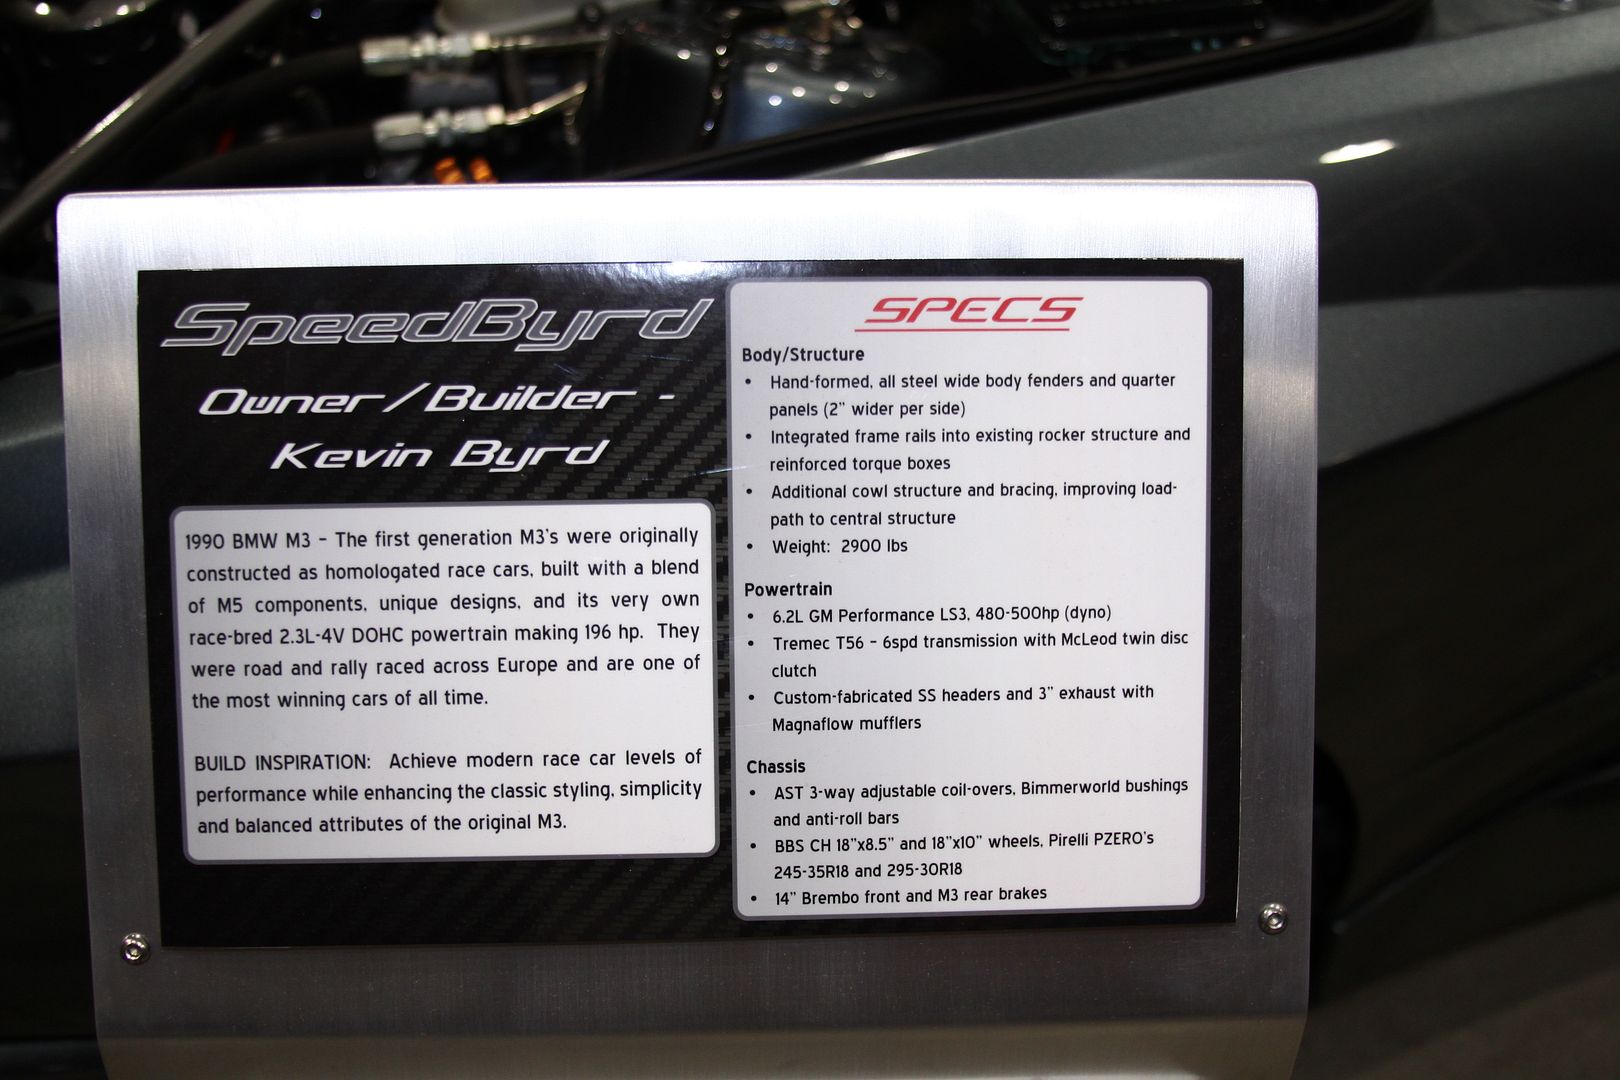 SpeedByrd
Owner/Builder -
Kevin Byrd
1990 BMW M3 – The first generation M3's were originally
constructed as homologated race cars, built with a blend
of M5 components, unique designs, and its very own
race-bred 2.3L-4V DOHC powertrain making 196 hp. They
were road and rally raced across Europe and are one of
the most winning cars of all time.
BUILD INSPIRATION: Achieve modern race car levels of
performance while enhancing the classic styling, simplicity
and balanced attributes of the original M3.
SPECS
Body/Structure
• Hand-formed, all steel wide body fenders and quarter
panels (2" wider per side)
• Integrated frame rails into existing rocker structure and
reinforced torque boxes
• Additional cowl structure and bracing, improving load-
path to central structure
• Weight: 2900 lbs
Powertrain
• 6.2L GM Performance LS3, 480-500hp (dyno)
• Tremec T56 – 6spd transmission with McLeod twin disc
clutch
• Custom-fabricated SS headers and 3" exhaust with
Magnaflow mufflers
Chassis
• AST 3-way adjustable coil-overs, Bimmerworld bushings
and anti-roll bars
• BBS CH 18"x8.5" and 18"x10" wheels, Pirelli PZERO's
245-35R18 and 295-30R18
• 14" Brembo front and M3 rear brakes